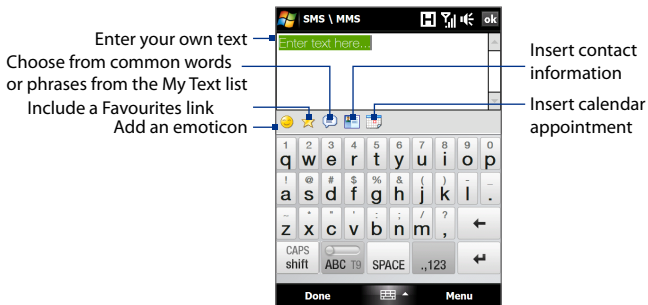 SMS \ MMS
H
ok
Enter your own text
Enter text here...
Choose from common words
or phrases from the My Text list
Include a Favourites link
Add an emoticon
Insert contact
information
Insert calendar
appointment
1 2 3 4 5 6 7 8 9 0
q w e r t y u i o p
! @ # $ % & ( ) - _
a s d f g h j k l .
~ " ° ' : ; / ?
z x c v b n m , ←
CAPS
shift ABC T9 SPACE .,123 ↵
Done Menu